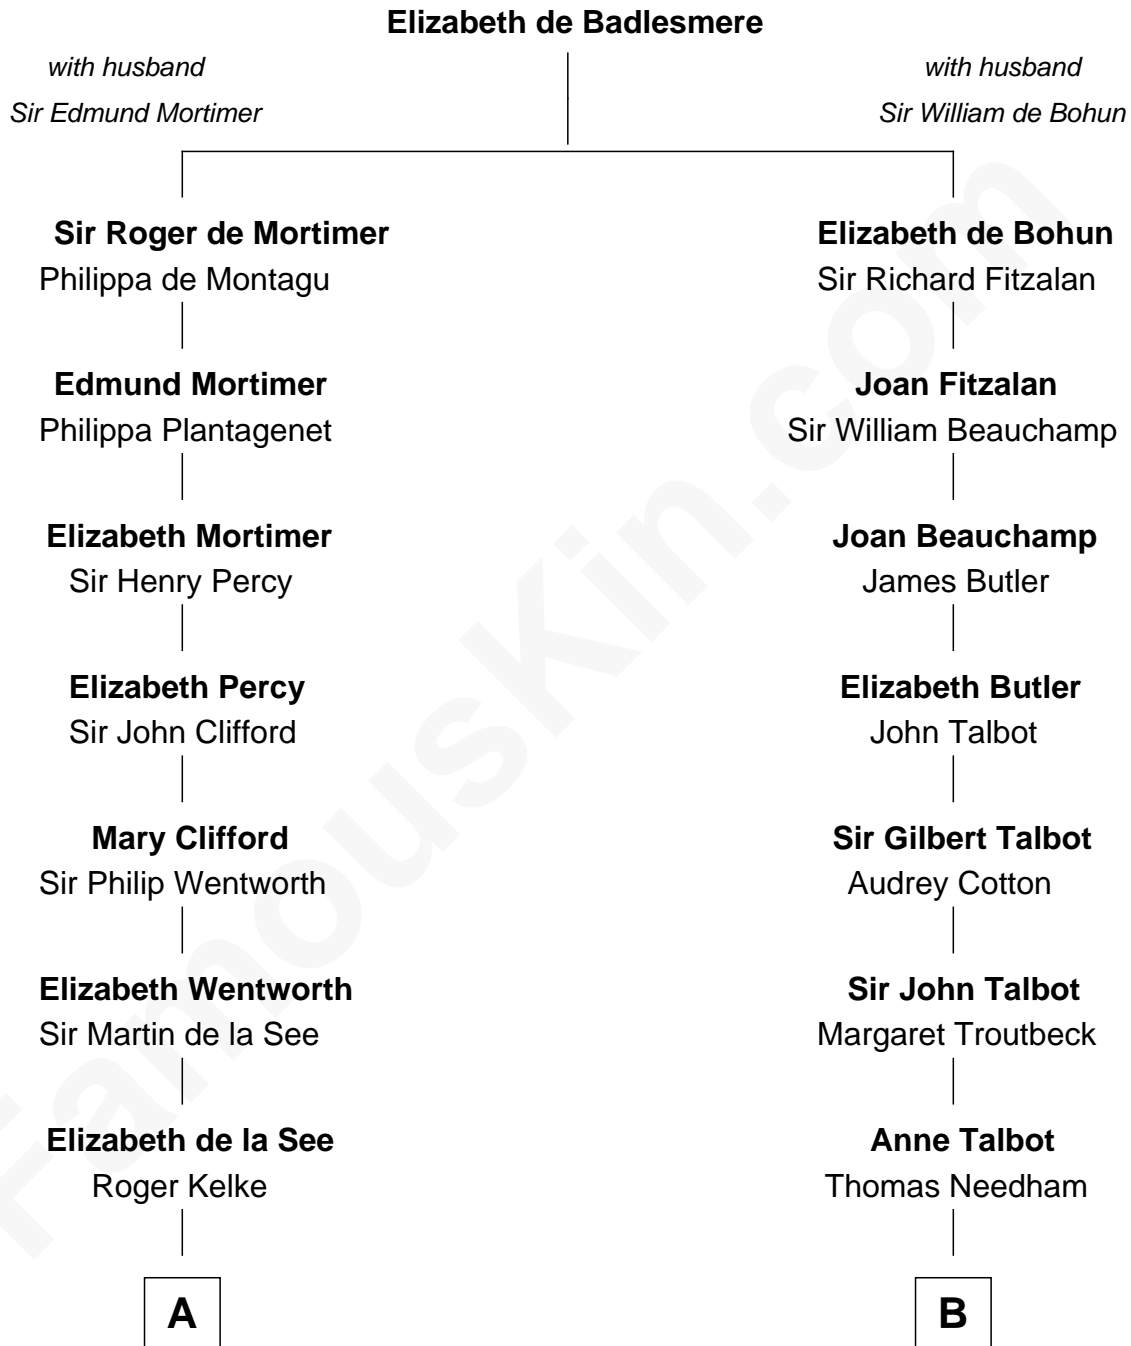 Elizabeth de Badlesmere
with husband
Sir Edmund Mortimer
with husband
Sir William de Bohun
Sir Roger de Mortimer
Philippa de Montagu
Elizabeth de Bohun
Sir Richard Fitzalan
Edmund Mortimer
Philippa Plantagenet
Joan Fitzalan
Sir William Beauchamp
Elizabeth Mortimer
Sir Henry Percy
Joan Beauchamp
James Butler
Elizabeth Percy
Sir John Clifford
Elizabeth Butler
John Talbot
Mary Clifford
Sir Philip Wentworth
Sir Gilbert Talbot
Audrey Cotton
Elizabeth Wentworth
Sir Martin de la See
Sir John Talbot
Margaret Troutbeck
Elizabeth de la See
Roger Kelke
Anne Talbot
Thomas Needham
A
B
FamousKin.com